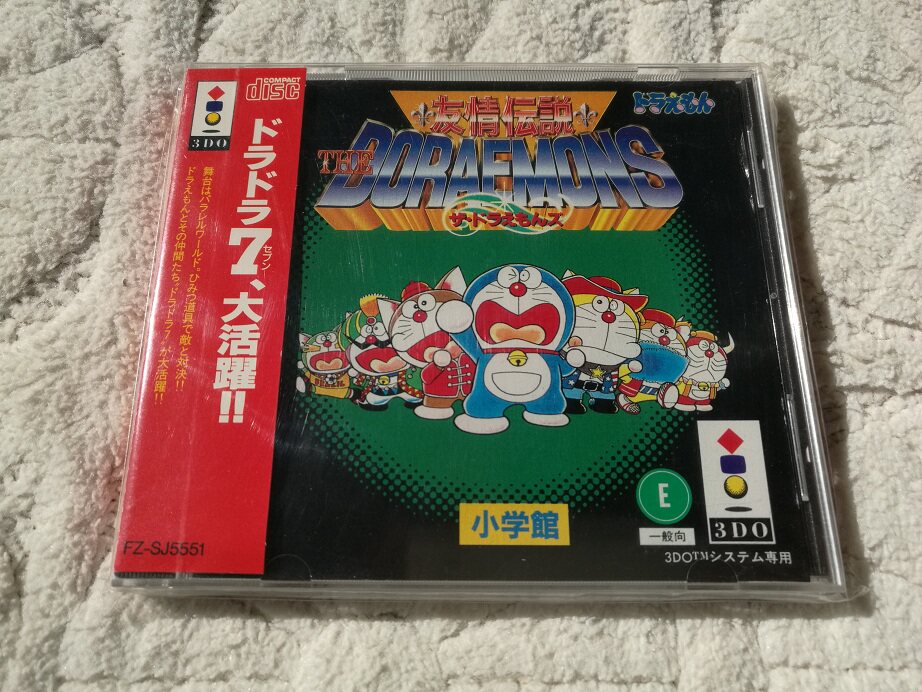 3DO
COMPACT
disc
ドラドラ7、大活躍!!
セブン
舞台はパラレルワールド。ひみつ道具で敵と対決!!
ドラえもんとその仲間たち“ドラドラ7”が大活躍!!
FZ-SJ5551
友情伝説
ドラえもん
THE
DORAEMONS
ザ・ドラえもんズ
小学館
E
一般向
3DO
3DO™システム専用